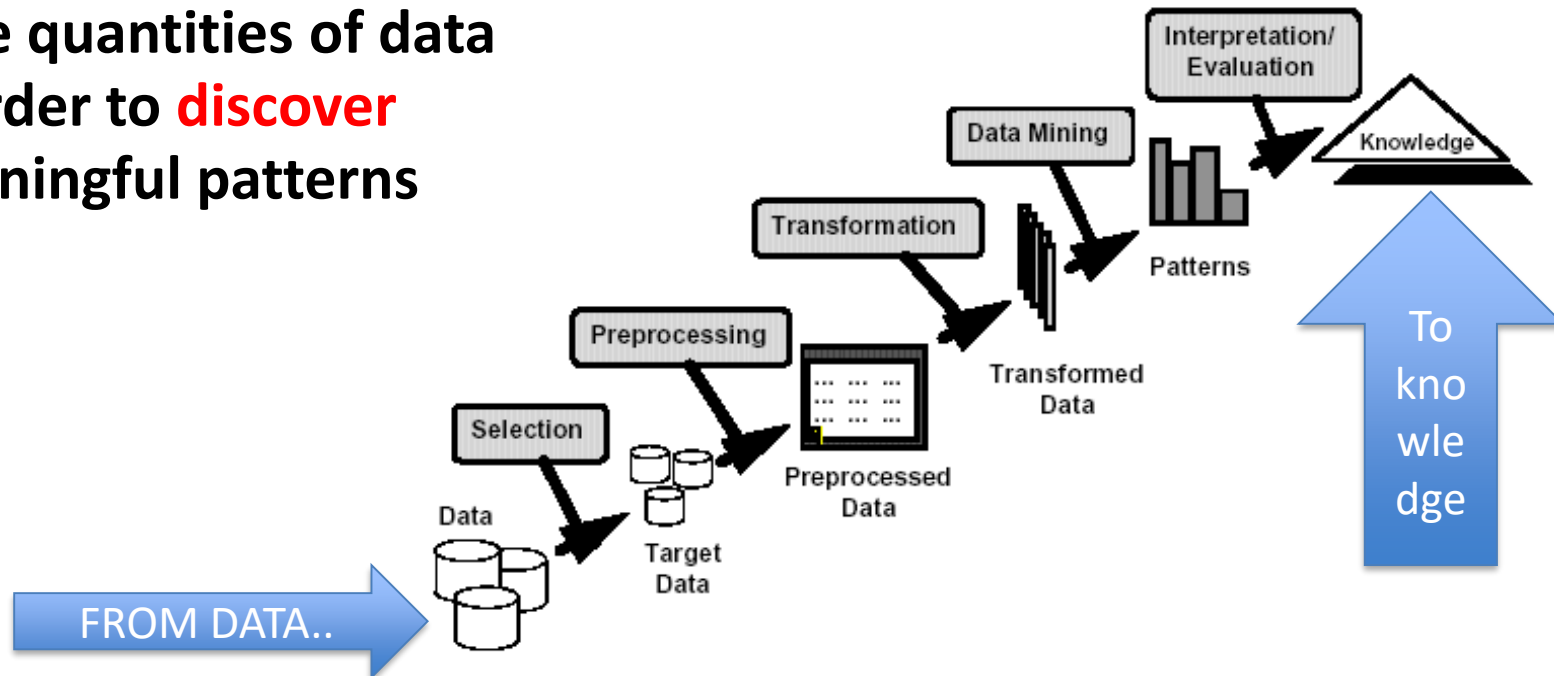 e quantities of data
rder to discover
ningful patterns
Interpretation/
Evaluation
Knowledge
Data Mining
Patterns
Transformation
Transformed
Data
Preprocessing
Preprocessed
Data
Selection
Target
Data
Data
FROM DATA..
To
kno
wle
dge